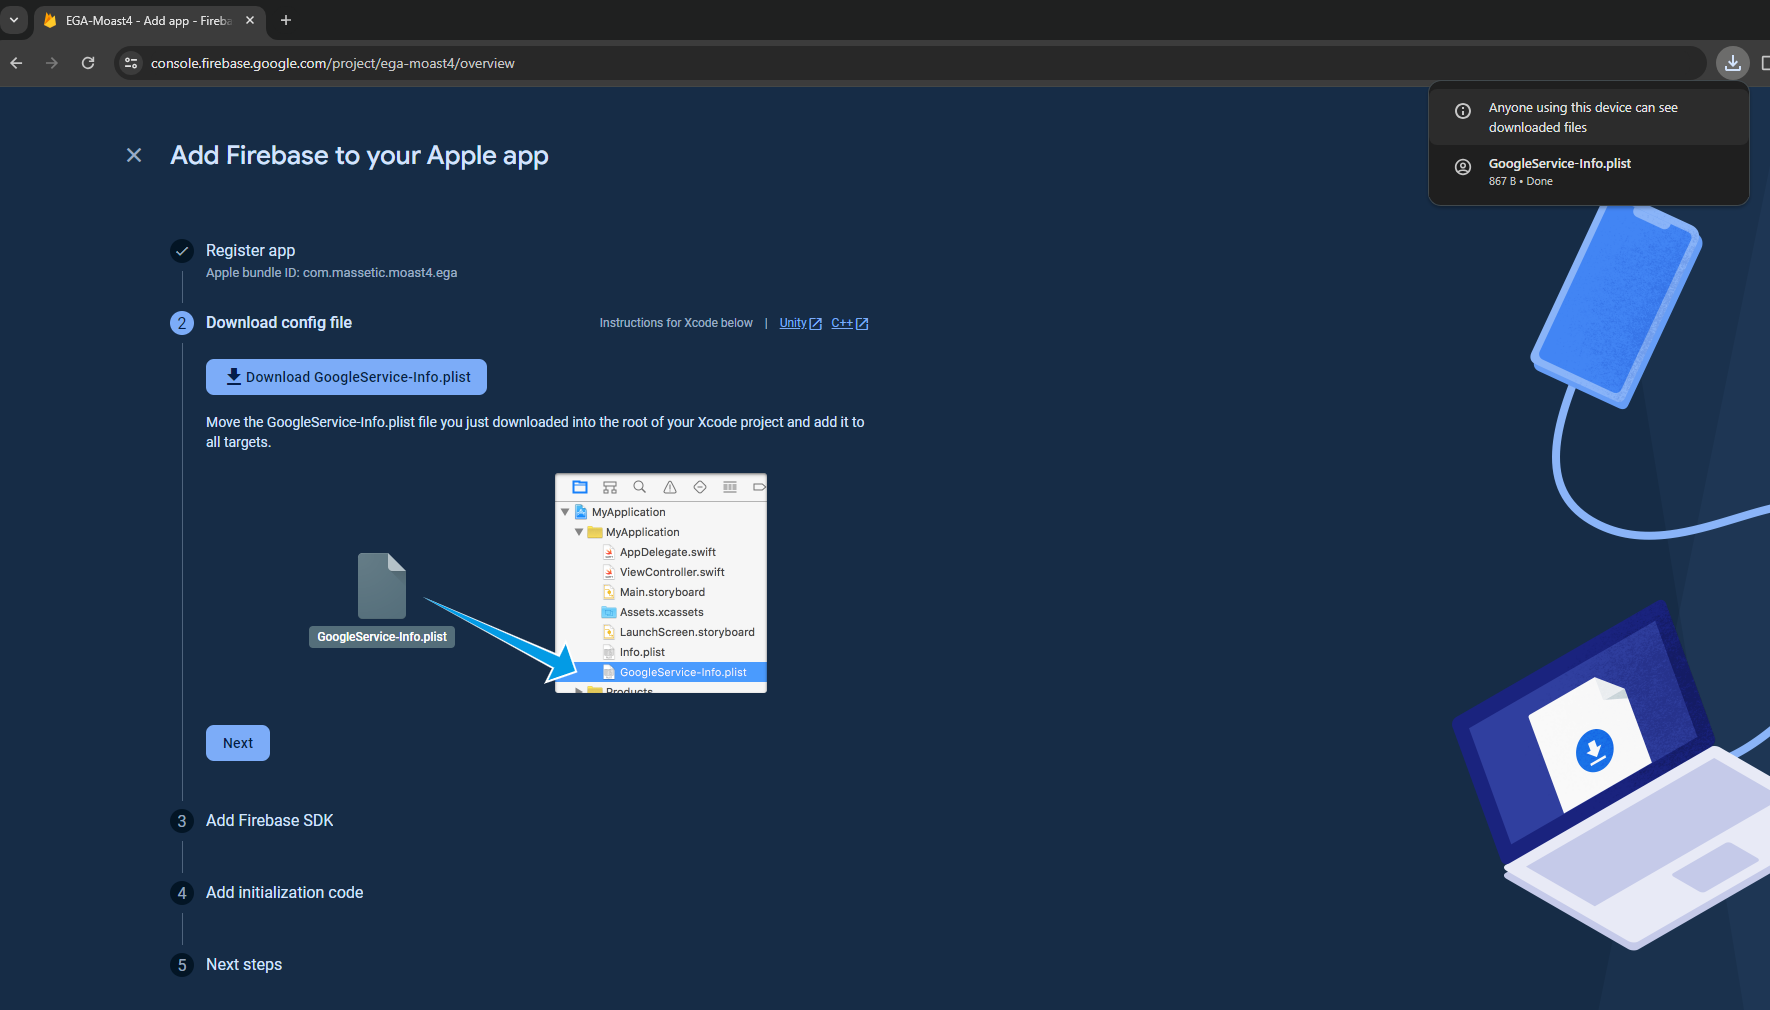 EGA-Moast4 - Add app - Fireba
console.firebase.google.com/project/ega-moast4/overview
Anyone using this device can see
downloaded files
GoogleService-Info.plist
867 B • Done
Add Firebase to your Apple app
Register app
Apple bundle ID: com.massetic.moast4.ega
2 Download config file
Instructions for Xcode below | Unity C++
Download GoogleService-Info.plist
Move the GoogleService-Info.plist file you just downloaded into the root of your Xcode project and add it to
all targets.
MyApplication
MyApplication
AppDelegate.swift
ViewController.swift
Main.storyboard
Assets.xcassets
LaunchScreen.storyboard
Info.plist
GoogleService-Info.plist
Products
GoogleService-Info.plist
Next
3 Add Firebase SDK
4 Add initialization code
5 Next steps